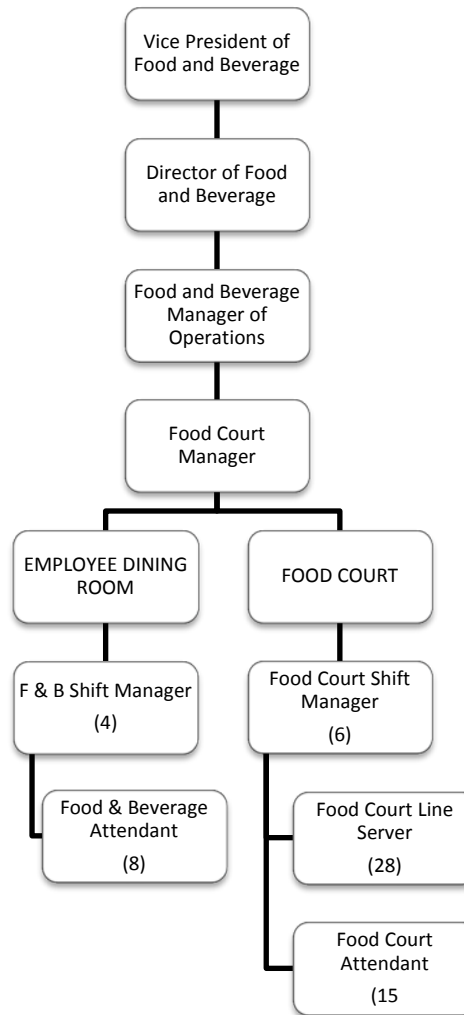 Vice President of
Food and Beverage
Director of Food
and Beverage
Food and Beverage
Manager of
Operations
Food Court
Manager
EMPLOYEE DINING
ROOM
FOOD COURT
F & B Shift Manager
(4)
Food Court Shift
Manager
(6)
Food & Beverage
Attendant
(8)
Food Court Line
Server
(28)
Food Court
Attendant
(15